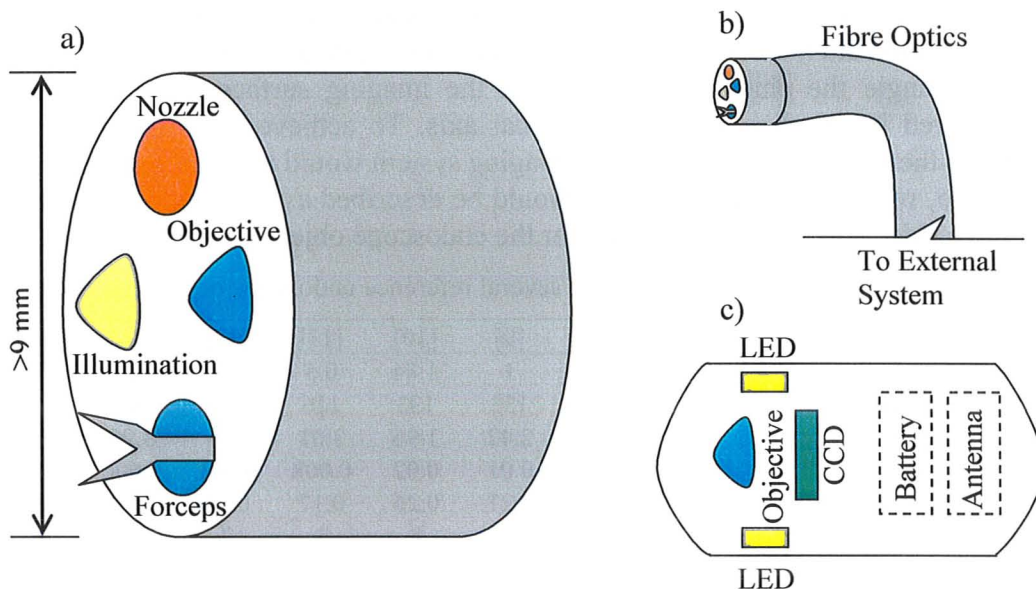 a)
Nozzle
Objective
Illumination
Forceps
>9 mm
b)
Fibre Optics
To External
System
c)
LED
Objective
CCD
Battery
Antenna
LED